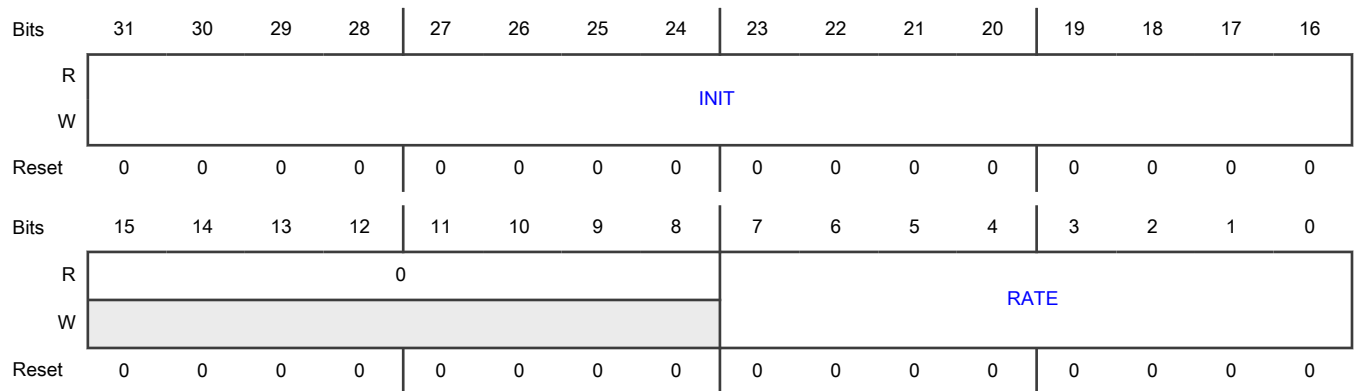 Bits 31 30 29 28 27 26 25 24 23 22 21 20 19 18 17 16
R
INIT
W
Reset 0 0 0 0 0 0 0 0 0 0 0 0 0 0 0 0
Bits 15 14 13 12 11 10 9 8 7 6 5 4 3 2 1 0
R 0
RATE
W
Reset 0 0 0 0 0 0 0 0 0 0 0 0 0 0 0 0